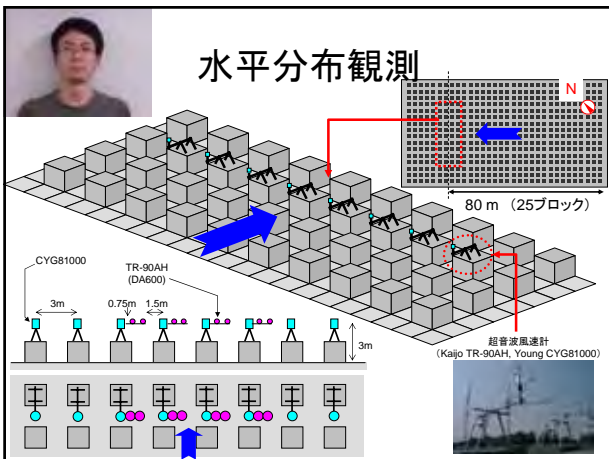 水平分布観測
N
80 m （25ブロック）
CYG81000
TR-90AH
(DA600)
3m
0.75m
1.5m
3m
超音波風速計
(Kaijo TR-90AH, Young CYG81000)